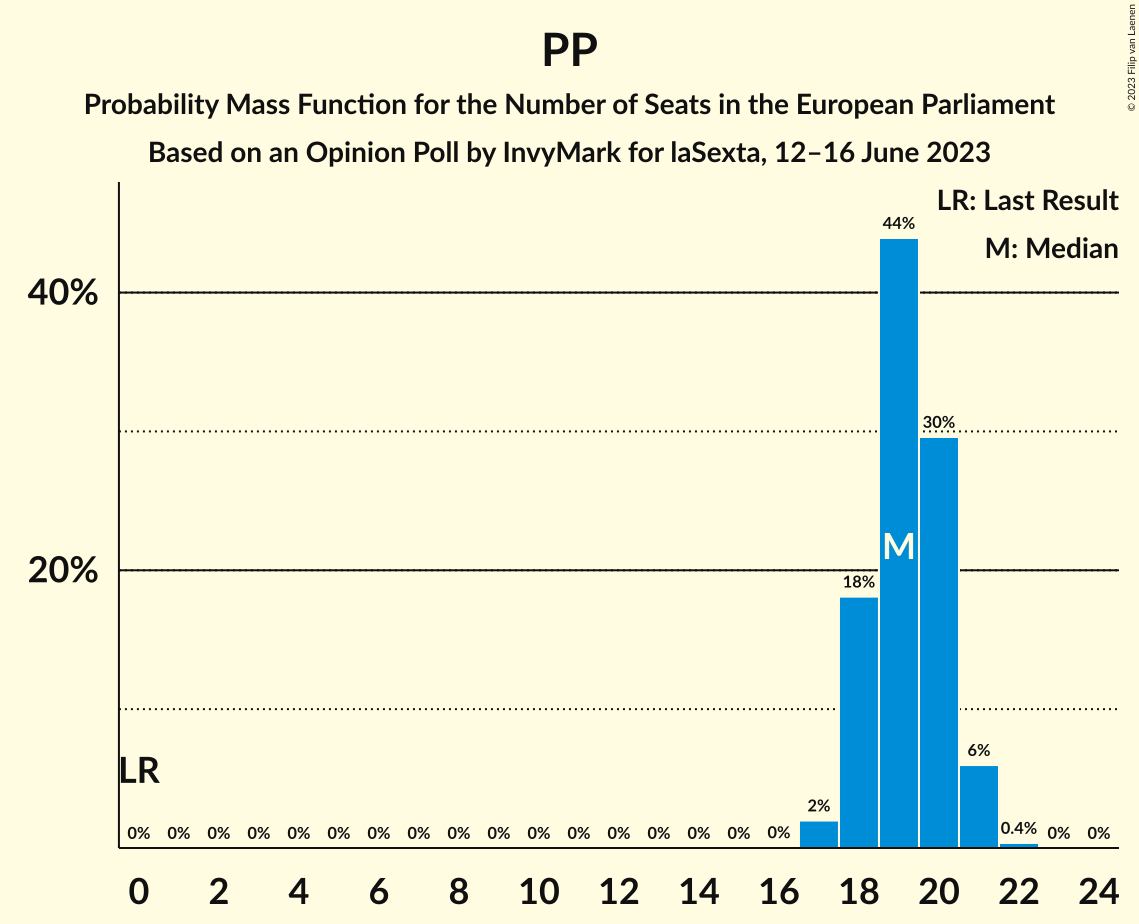 PP
Probability Mass Function for the Number of Seats in the European Parliament
Based on an Opinion Poll by InvyMark for laSexta, 12–16 June 2023
© 2023 Filip van Laenen
LR: Last Result
M: Median
44%
40%
30%
M
20%
18%
LR
6%
2%
0% 0% 0% 0% 0% 0% 0% 0% 0% 0% 0% 0% 0% 0% 0% 0% 0% 0.4% 0% 0%
0 2 4 6 8 10 12 14 16 18 20 22 24